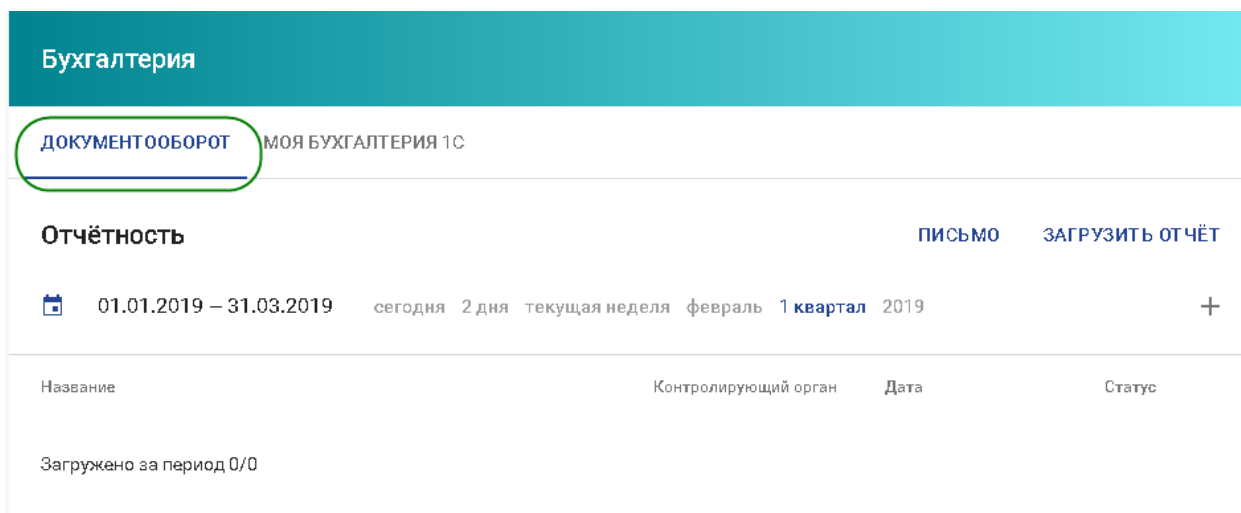 Бухгалтерия
ДОКУМЕНТООБОРОТ МОЯ БУХГАЛТЕРИЯ 1С
Отчётность ПИСЬМО ЗАГРУЗИТЬ ОТЧЁТ
01.01.2019 – 31.03.2019 сегодня 2 дня текущая неделя февраль 1 квартал 2019 +
Название Контролирующий орган Дата Статус
Загружено за период 0/0